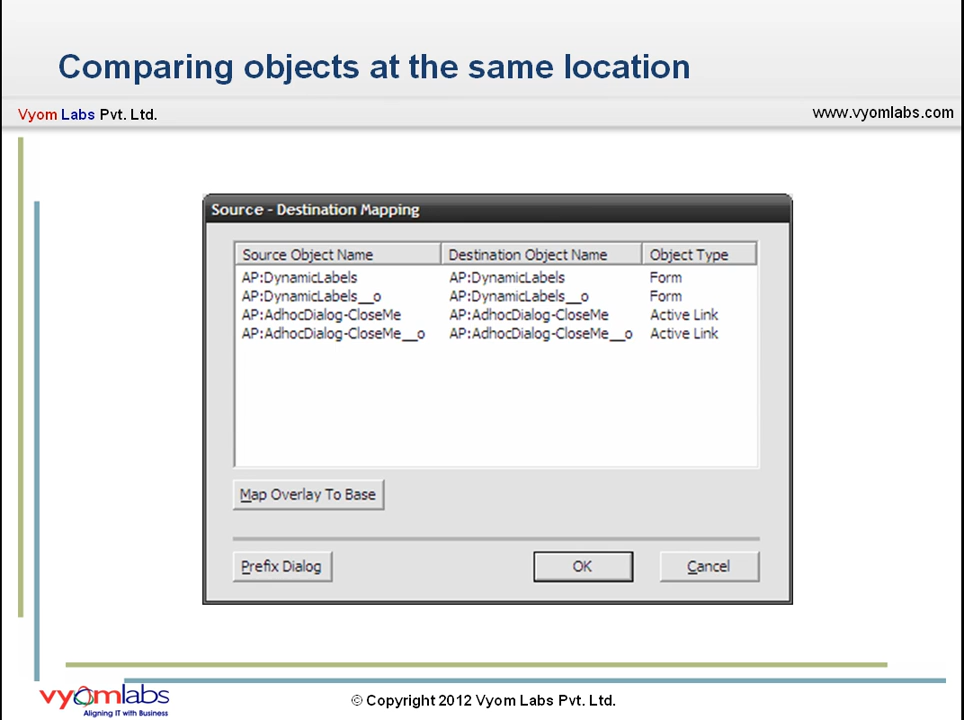 Comparing objects at the same location
Vyom Labs Pvt. Ltd.
www.vyomlabs.com
Source - Destination Mapping
Source Object Name Destination Object Name Object Type
AP:DynamicLabels AP:DynamicLabels Form
AP:DynamicLabels__o AP:DynamicLabels__o Form
AP:AdhocDialog-CloseMe AP:AdhocDialog-CloseMe Active Link
AP:AdhocDialog-CloseMe__o AP:AdhocDialog-CloseMe__o Active Link
Map Overlay To Base
Prefix Dialog OK Cancel
vyomlabs
Aligning IT with Business
© Copyright 2012 Vyom Labs Pvt. Ltd.